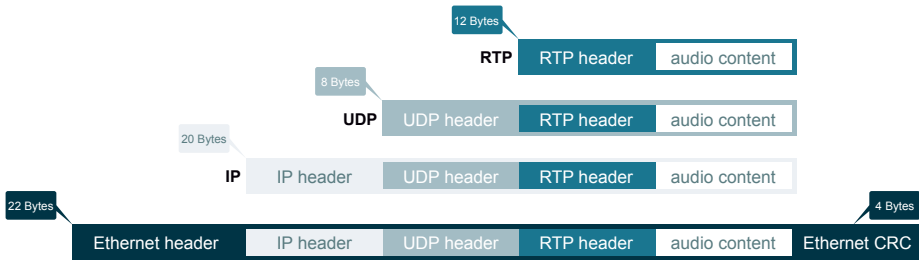 12 Bytes
RTP RTP header audio content
8 Bytes
UDP UDP header RTP header audio content
20 Bytes
IP IP header UDP header RTP header audio content
22 Bytes 4 Bytes
Ethernet header IP header UDP header RTP header audio content Ethernet CRC